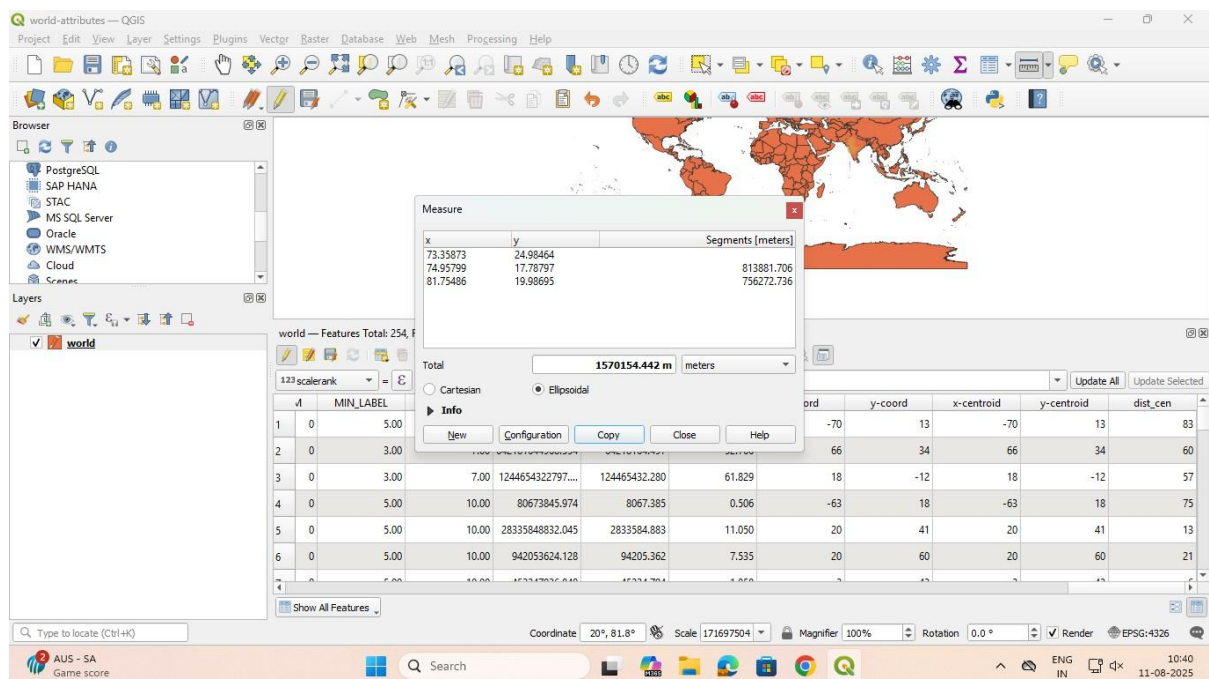 world-attributes — QGIS
Project Edit View Layer Settings Plugins Vector Raster Database Web Mesh Processing Help
Browser
PostgreSQL
SAP HANA
STAC
MS SQL Server
Oracle
WMS/WMTS
Cloud
Scenes
Layers
world
Measure
x y Segments [meters]
73.35873 24.98464
74.95799 17.78797 813881.706
81.75486 19.98695 756272.736
Total 1570154.442 m meters
Cartesian Ellipsoidal
Info
New Configuration Copy Close Help
world — Features Total: 254, F
123 scalerank = ε Update All Update Selected
MIN_LABEL ord y-coord x-centroid y-centroid dist_cen
1 0 5.00 -70 13 -70 13 83
2 0 3.00 66 34 66 34 60
3 0 3.00 7.00 1244654322797.... 124465432.280 61.829 18 -12 18 -12 57
4 0 5.00 10.00 80673845.974 8067.385 0.506 -63 18 -63 18 75
5 0 5.00 10.00 28335848832.045 2833584.883 11.050 20 41 20 41 13
6 0 5.00 10.00 942053624.128 94205.362 7.535 20 60 20 60 21
Show All Features
Type to locate (Ctrl+K) Coordinate 20°, 81.8° Scale 171697504 Magnifier 100% Rotation 0.0 ° Render EPSG:4326
2 AUS - SA
Game score
Search
ENG
IN
10:40
11-08-2025